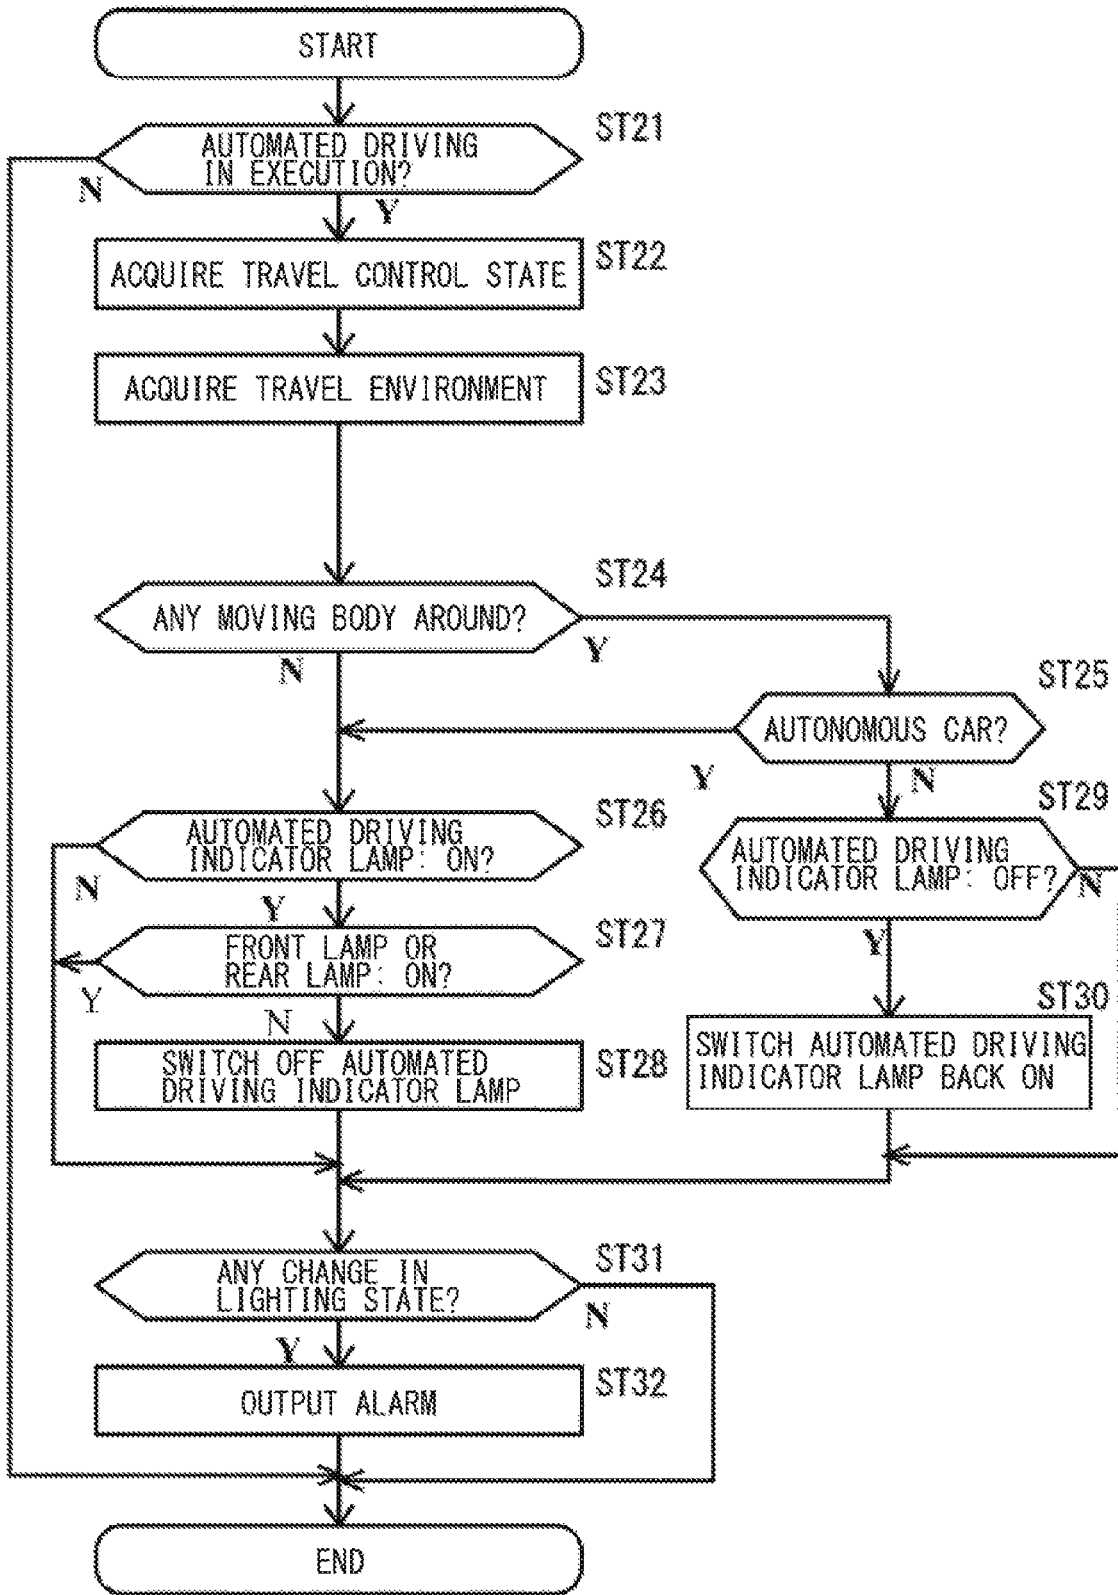 START
ST21
AUTOMATED DRIVING
IN EXECUTION?
N
Y
ST22
ACQUIRE TRAVEL CONTROL STATE
ST23
ACQUIRE TRAVEL ENVIRONMENT
ST24
ANY MOVING BODY AROUND?
Y
N
ST25
AUTONOMOUS CAR?
Y
N
ST26
AUTOMATED DRIVING
INDICATOR LAMP: ON?
N
Y
ST29
AUTOMATED DRIVING
INDICATOR LAMP: OFF?
N
Y
ST27
FRONT LAMP OR
REAR LAMP: ON?
Y
N
ST28
SWITCH OFF AUTOMATED
DRIVING INDICATOR LAMP
ST30
SWITCH AUTOMATED DRIVING
INDICATOR LAMP BACK ON
ST31
ANY CHANGE IN
LIGHTING STATE?
N
Y
ST32
OUTPUT ALARM
END